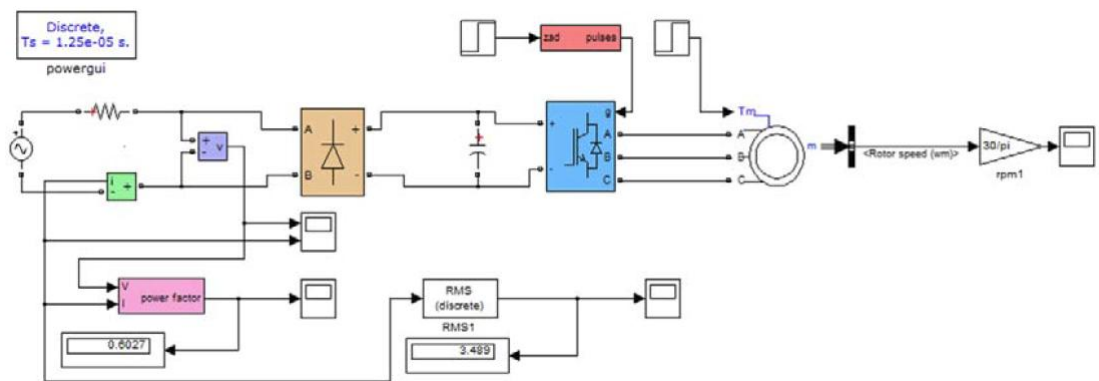 Discrete,
Ts = 1.25e-05 s.
powergui
zad pulses
g
A
B
C
Tm
A
B
C
m
<Rotor speed (wm)>
30/pi
rpm1
A
B
+
-
+
-
+
-
v
i
-
+
V
I
power factor
0.6027
RMS
(discrete)
RMS1
3.489